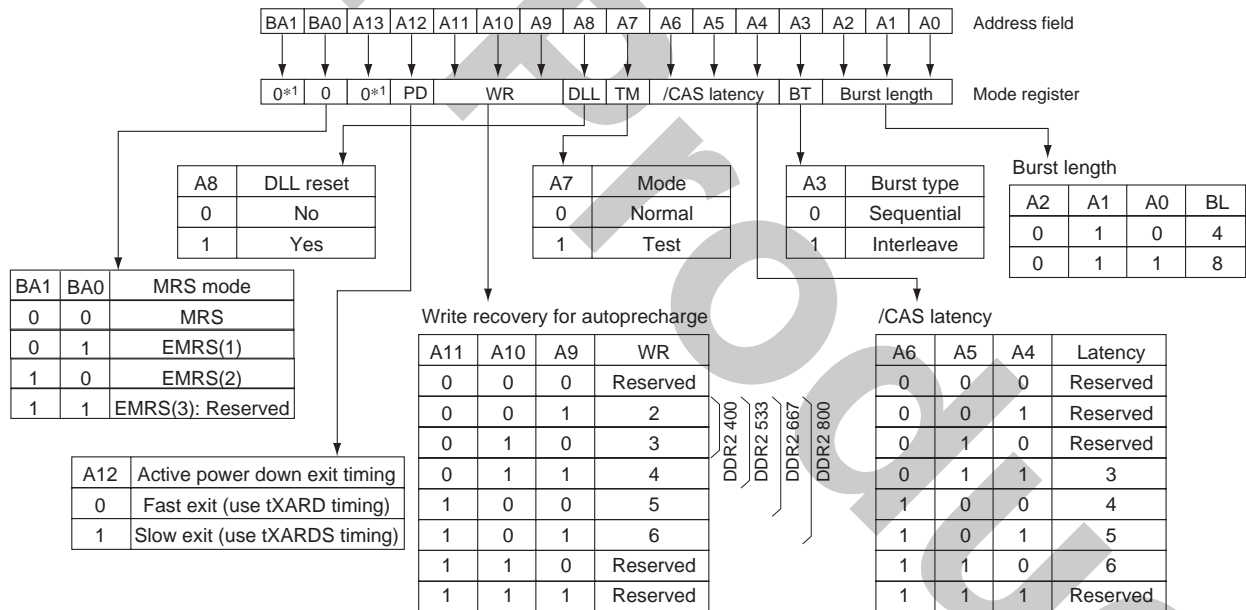 BA1 BA0 A13 A12 A11 A10 A9 A8 A7 A6 A5 A4 A3 A2 A1 A0 Address field
0*1 0 0*1 PD WR DLL TM /CAS latency BT Burst length Mode register
A8 DLL reset
0 No
1 Yes
A7 Mode
0 Normal
1 Test
A3 Burst type
0 Sequential
1 Interleave
Burst length
A2 A1 A0 BL
0 1 0 4
0 1 1 8
BA1 BA0 MRS mode
0 0 MRS
0 1 EMRS(1)
1 0 EMRS(2)
1 1 EMRS(3): Reserved
A12 Active power down exit timing
0 Fast exit (use tXARD timing)
1 Slow exit (use tXARDS timing)
Write recovery for autoprecharge
A11 A10 A9 WR
0 0 0 Reserved
0 0 1 2
0 1 0 3
0 1 1 4
1 0 0 5
1 0 1 6
1 1 0 Reserved
1 1 1 Reserved
DDR2 400
DDR2 533
DDR2 667
DDR2 800
/CAS latency
A6 A5 A4 Latency
0 0 0 Reserved
0 0 1 Reserved
0 1 0 Reserved
0 1 1 3
1 0 0 4
1 0 1 5
1 1 0 6
1 1 1 Reserved
Produ